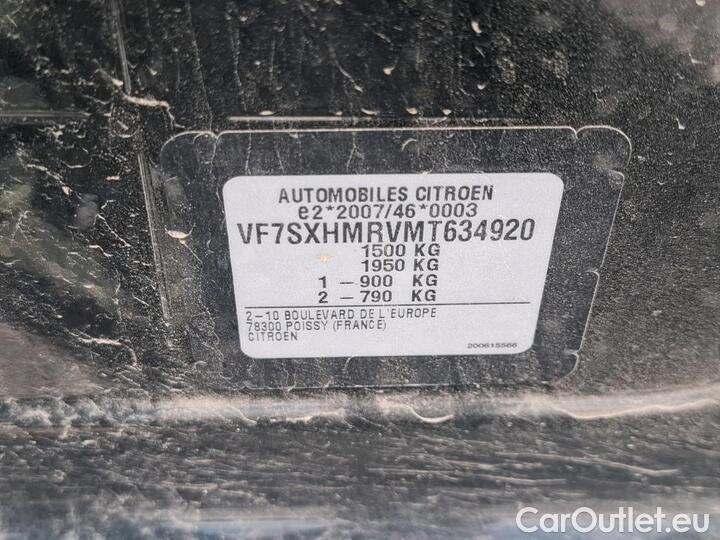 AUTOMOBILES CITROEN
e2*2007/46*0003
VF7SXHMRVMT634920
1500 KG
1950 KG
1 - 900 KG
2 - 790 KG
2-10 BOULEVARD DE L'EUROPE
78300 POISSY (FRANCE)
CITROEN
200615566
CarOutlet.eu